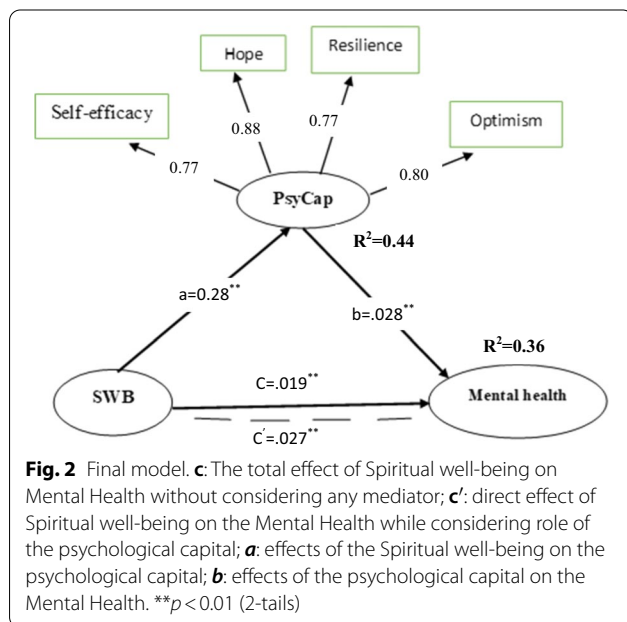 Hope
Resilience
Self-efficacy
Optimism
0.77
0.88
0.77
0.80
PsyCap
R²=0.44
a=0.28**
b=.028**
R²=0.36
SWB
C=.019**
Mental health
C′=.027**
Fig. 2 Final model. c: The total effect of Spiritual well-being on
Mental Health without considering any mediator; c′: direct effect of
Spiritual well-being on the Mental Health while considering role of
the psychological capital; a: effects of the Spiritual well-being on the
psychological capital; b: effects of the psychological capital on the
Mental Health. **p < 0.01 (2-tails)